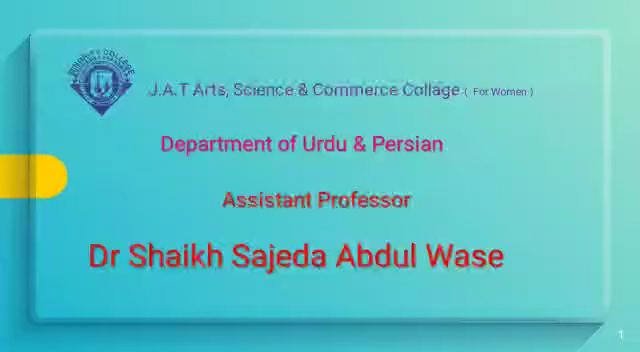 J.A.T Arts, Science & Commerce Collage ( For Women )
Department of Urdu & Persian
Assistant Professor
Dr Shaikh Sajeda Abdul Wase
1